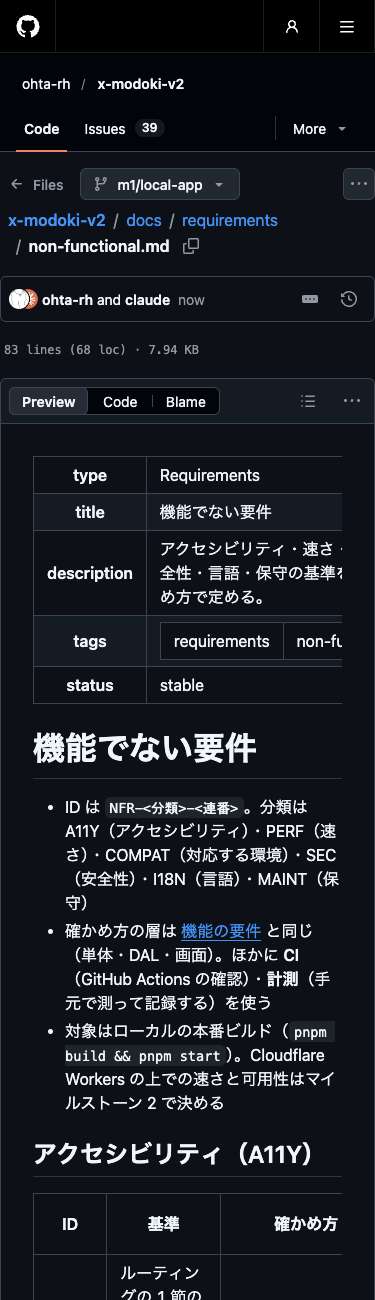 ohta-rh / x-modoki-v2
Code Issues 39 More
Files m1/local-app
x-modoki-v2 / docs / requirements
/ non-functional.md
ohta-rh and claude now
83 lines (68 loc) · 7.94 KB
Preview Code Blame
type Requirements
title 機能でない要件
description アクセシビリティ・速さ・
全性・言語・保守の基準を
め方で定める。
tags requirements non-fu
status stable
機能でない要件
• ID は NFR-<分類>-<連番> 。分類は
A11Y（アクセシビリティ）・PERF（速
さ）・COMPAT（対応する環境）・SEC
（安全性）・I18N（言語）・MAINT（保
守）
• 確かめ方の層は 機能の要件 と同じ
（単体・DAL・画面）。ほかに CI
（GitHub Actions の確認）・計測（手
元で測って記録する）を使う
• 対象はローカルの本番ビルド（ pnpm
build && pnpm start ）。Cloudflare
Workers の上での速さと可用性はマイ
ルストーン 2 で決める
アクセシビリティ（A11Y）
ID 基準 確かめ方
ルーティン
グの 1 節の